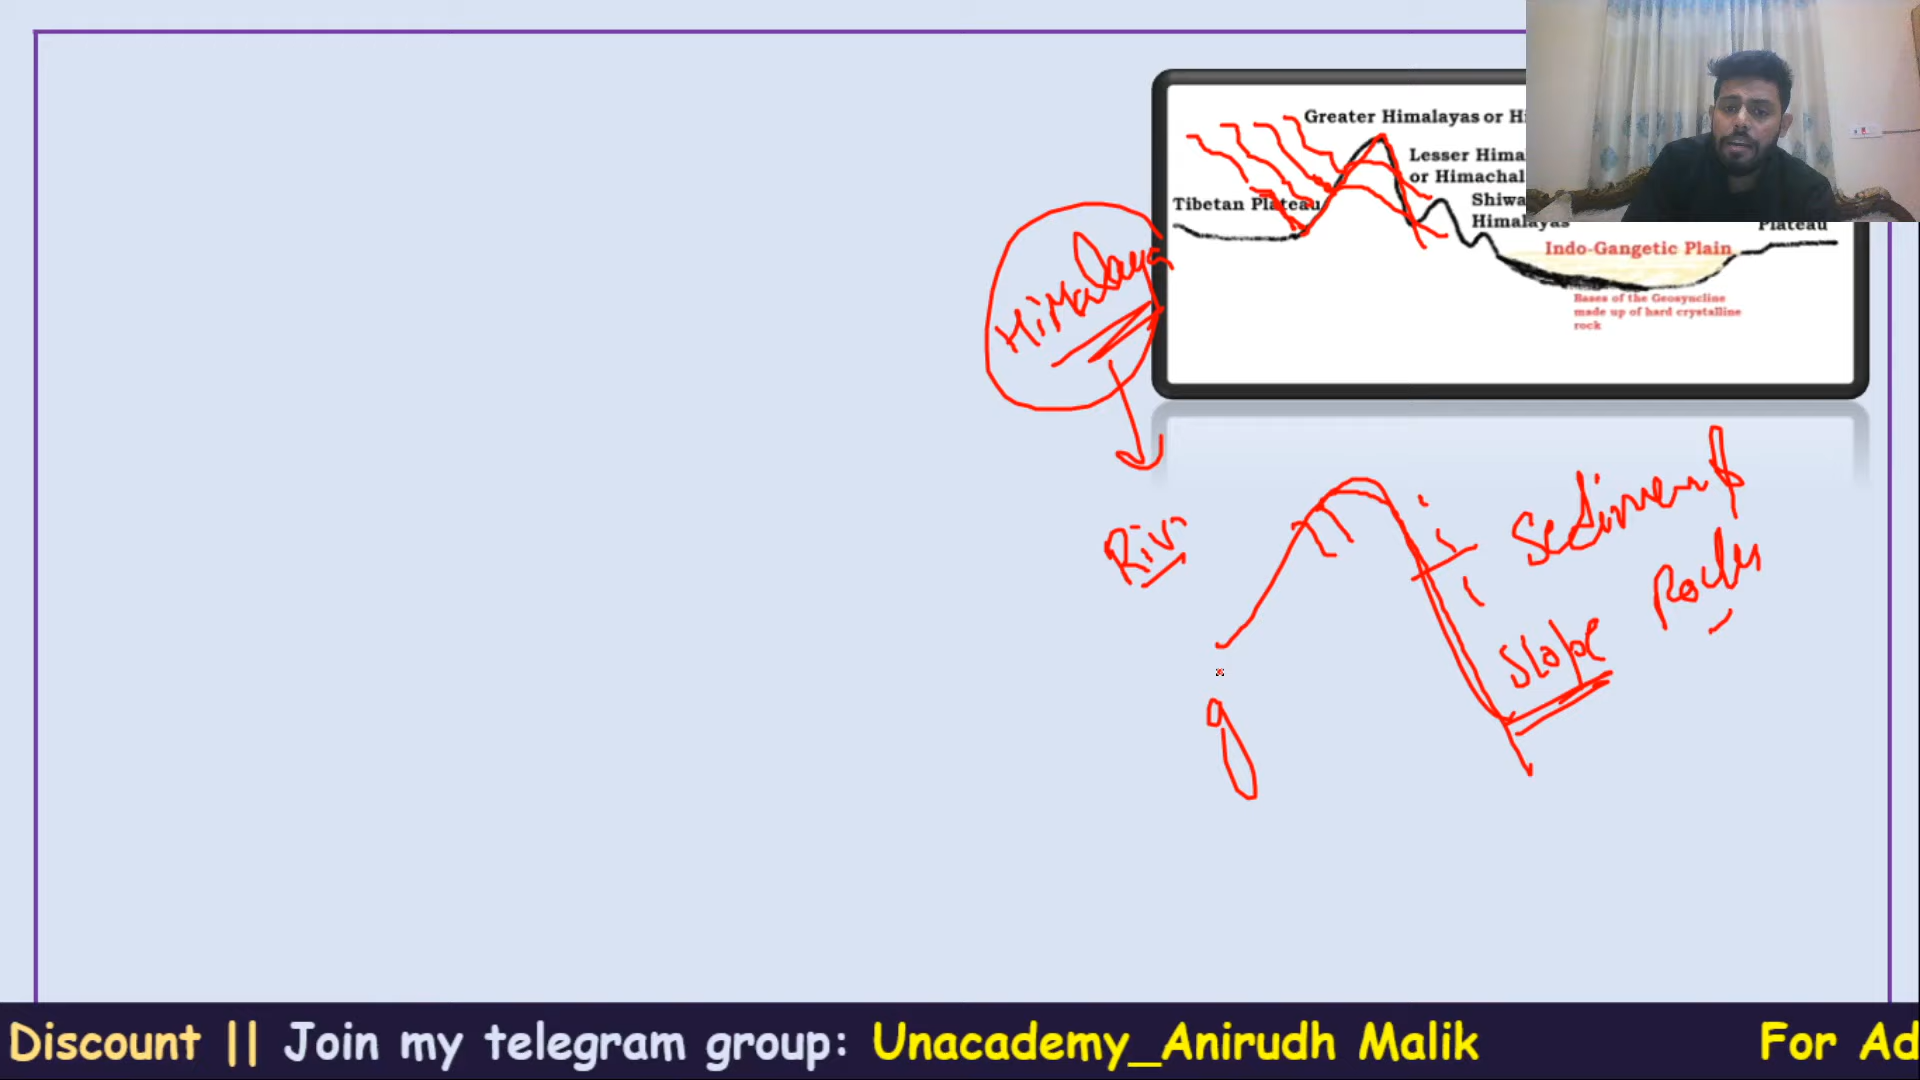 Greater Himalayas or Hi
Lesser Hima
or Himachal
Shiwa
Himalayas
Tibetan Plateau
Plateau
Indo-Gangetic Plain
Bases of the Geosyncline
made up of hard crystalline
rock
Himalaya
Riv
Sediment
Rocks
Slope
g
Discount || Join my telegram group: Unacademy_Anirudh Malik For Ad